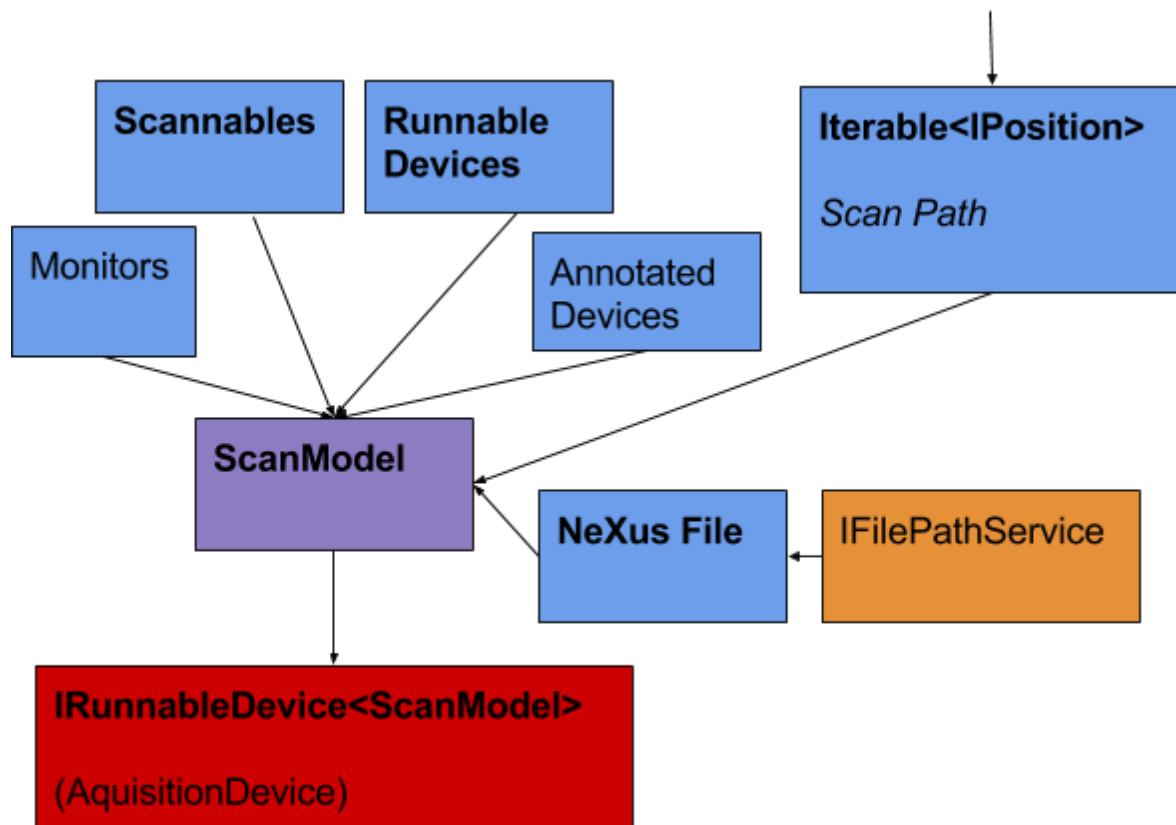 Scannables
Runnable
Devices
Iterable<IPosition>
Scan Path
Monitors
Annotated
Devices
ScanModel
NeXus File
IFilePathService
IRunnableDevice<ScanModel>
(AquisitionDevice)